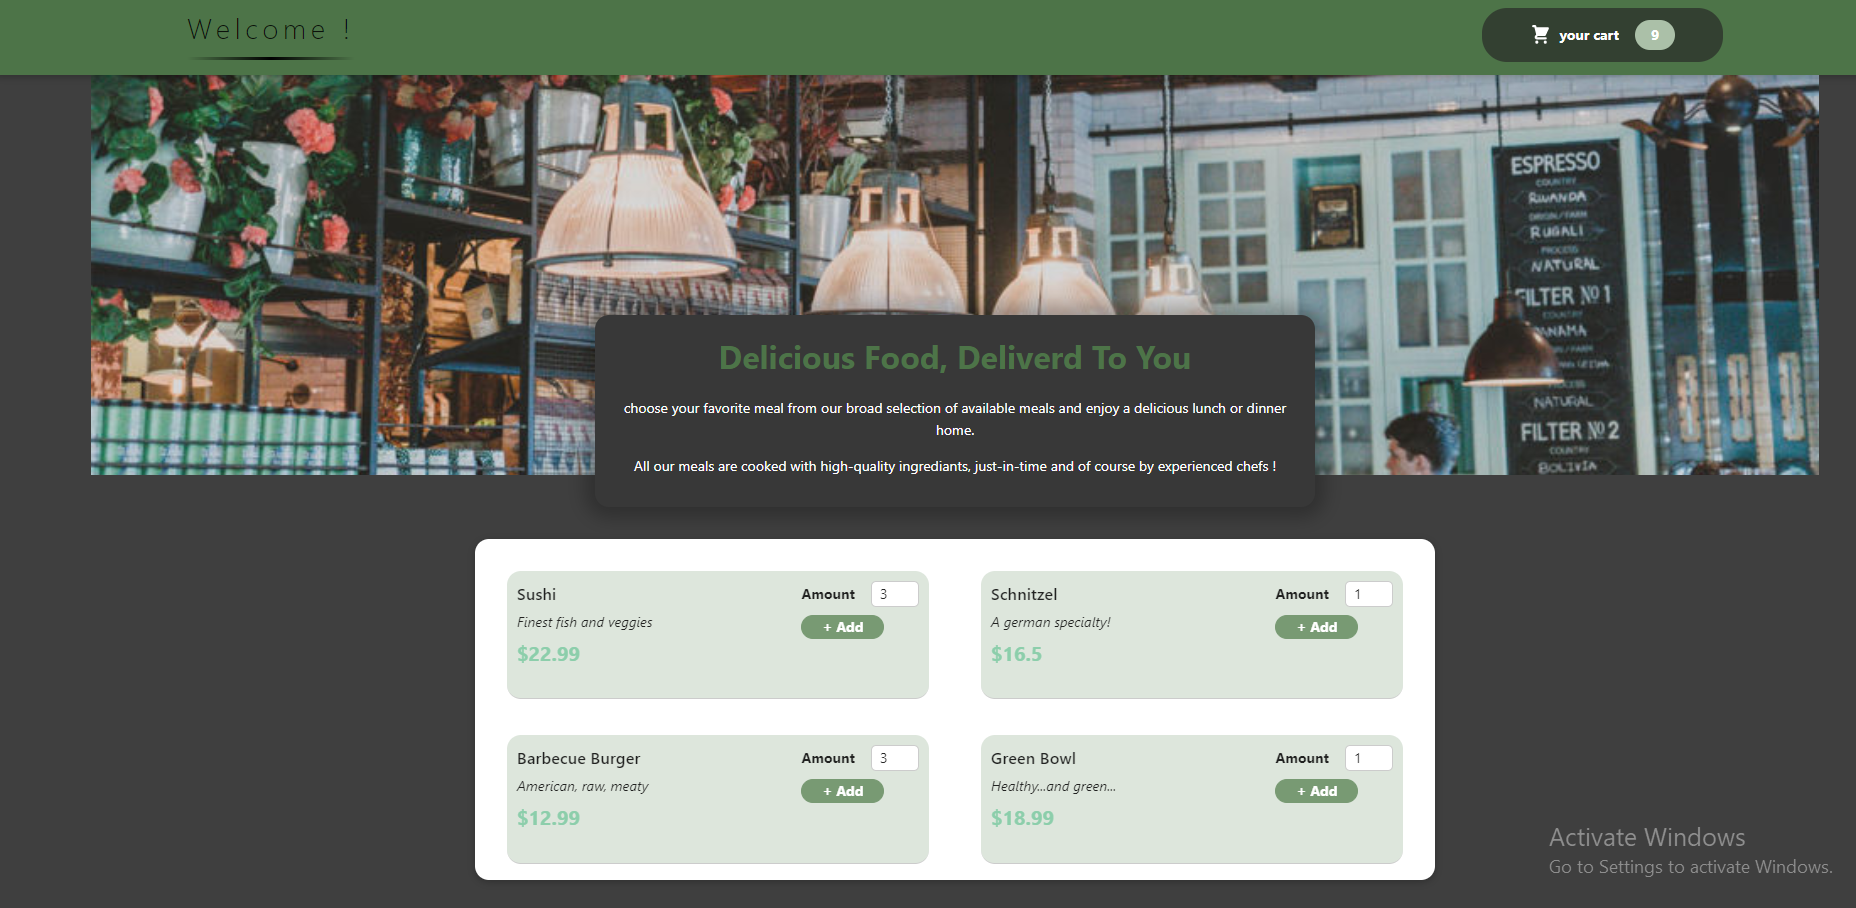 Welcome !
your cart 9
ESPRESSO
COUNTRY
RWANDA
ORIGIN/FARM
RUGALI
PROCESS
NATURAL
FILTER Nº1
COUNTRY
PANAMA
PROCESS
NATURAL
FILTER Nº2
COUNTRY
BOLIVIA
Delicious Food, Deliverd To You
choose your favorite meal from our broad selection of available meals and enjoy a delicious lunch or dinner
home.
All our meals are cooked with high-quality ingrediants, just-in-time and of course by experienced chefs !
Sushi
Amount 3
Finest fish and veggies
+ Add
$22.99
Schnitzel
Amount 1
A german specialty!
+ Add
$16.5
Barbecue Burger
Amount 3
American, raw, meaty
+ Add
$12.99
Green Bowl
Amount 1
Healthy...and green...
+ Add
$18.99
Activate Windows
Go to Settings to activate Windows.